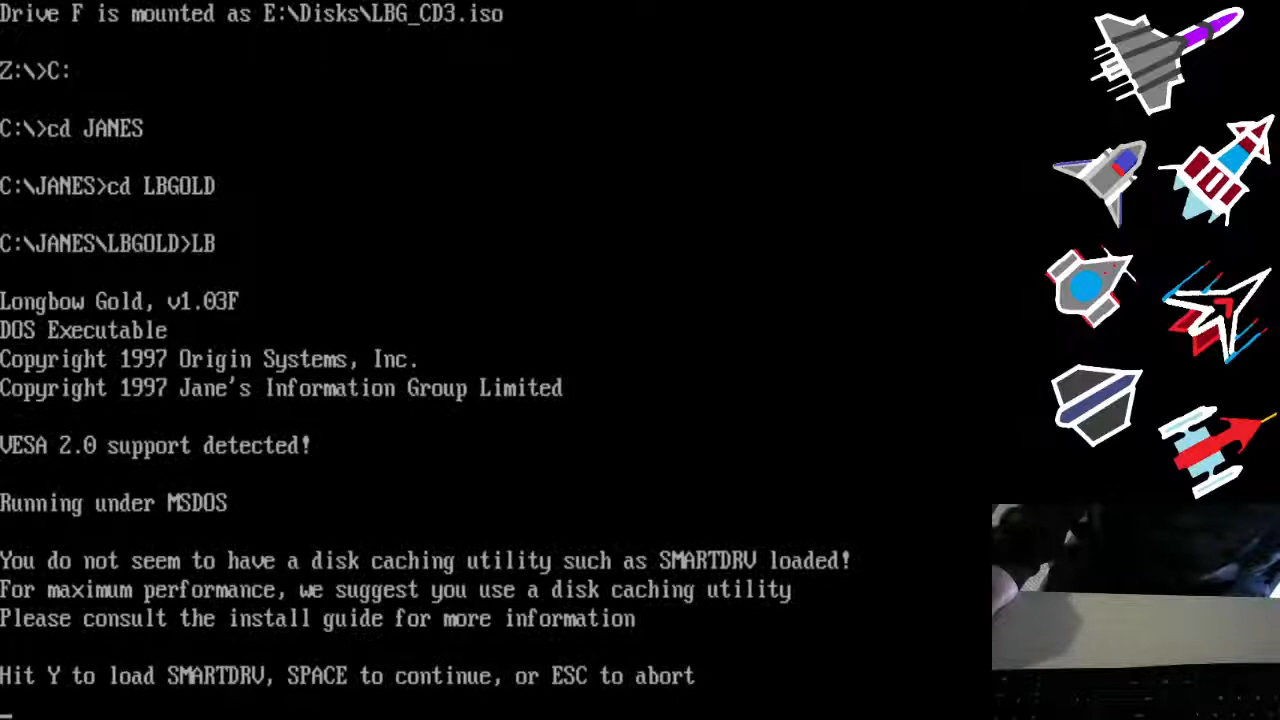 Drive F is mounted as E:\Disks\LBG_CD3.iso
Z:\>C:
C:\>cd JANES
C:\JANES>cd LBGOLD
C:\JANES\LBGOLD>LB
Longbow Gold, v1.03F
DOS Executable
Copyright 1997 Origin Systems, Inc.
Copyright 1997 Jane's Information Group Limited
VESA 2.0 support detected!
Running under MSDOS
You do not seem to have a disk caching utility such as SMARTDRV loaded!
For maximum performance, we suggest you use a disk caching utility
Please consult the install guide for more information
Hit Y to load SMARTDRV, SPACE to continue, or ESC to abort